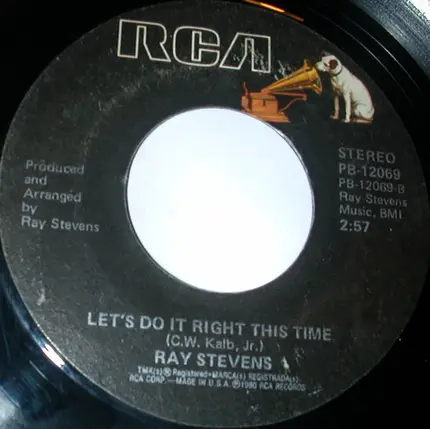 RCA
STEREO
PB-12069
PB-12069-B
Ray Stevens
Music, BMI
2:57
Produced
and
Arranged
by
Ray Stevens
LET'S DO IT RIGHT THIS TIME
(C.W. Kalb, Jr.)
RAY STEVENS
TMK(s) ® Registered • MARCA(s) REGISTRADA(s)
RCA CORP.—MADE IN U.S.A. ℗1980 RCA RECORDS